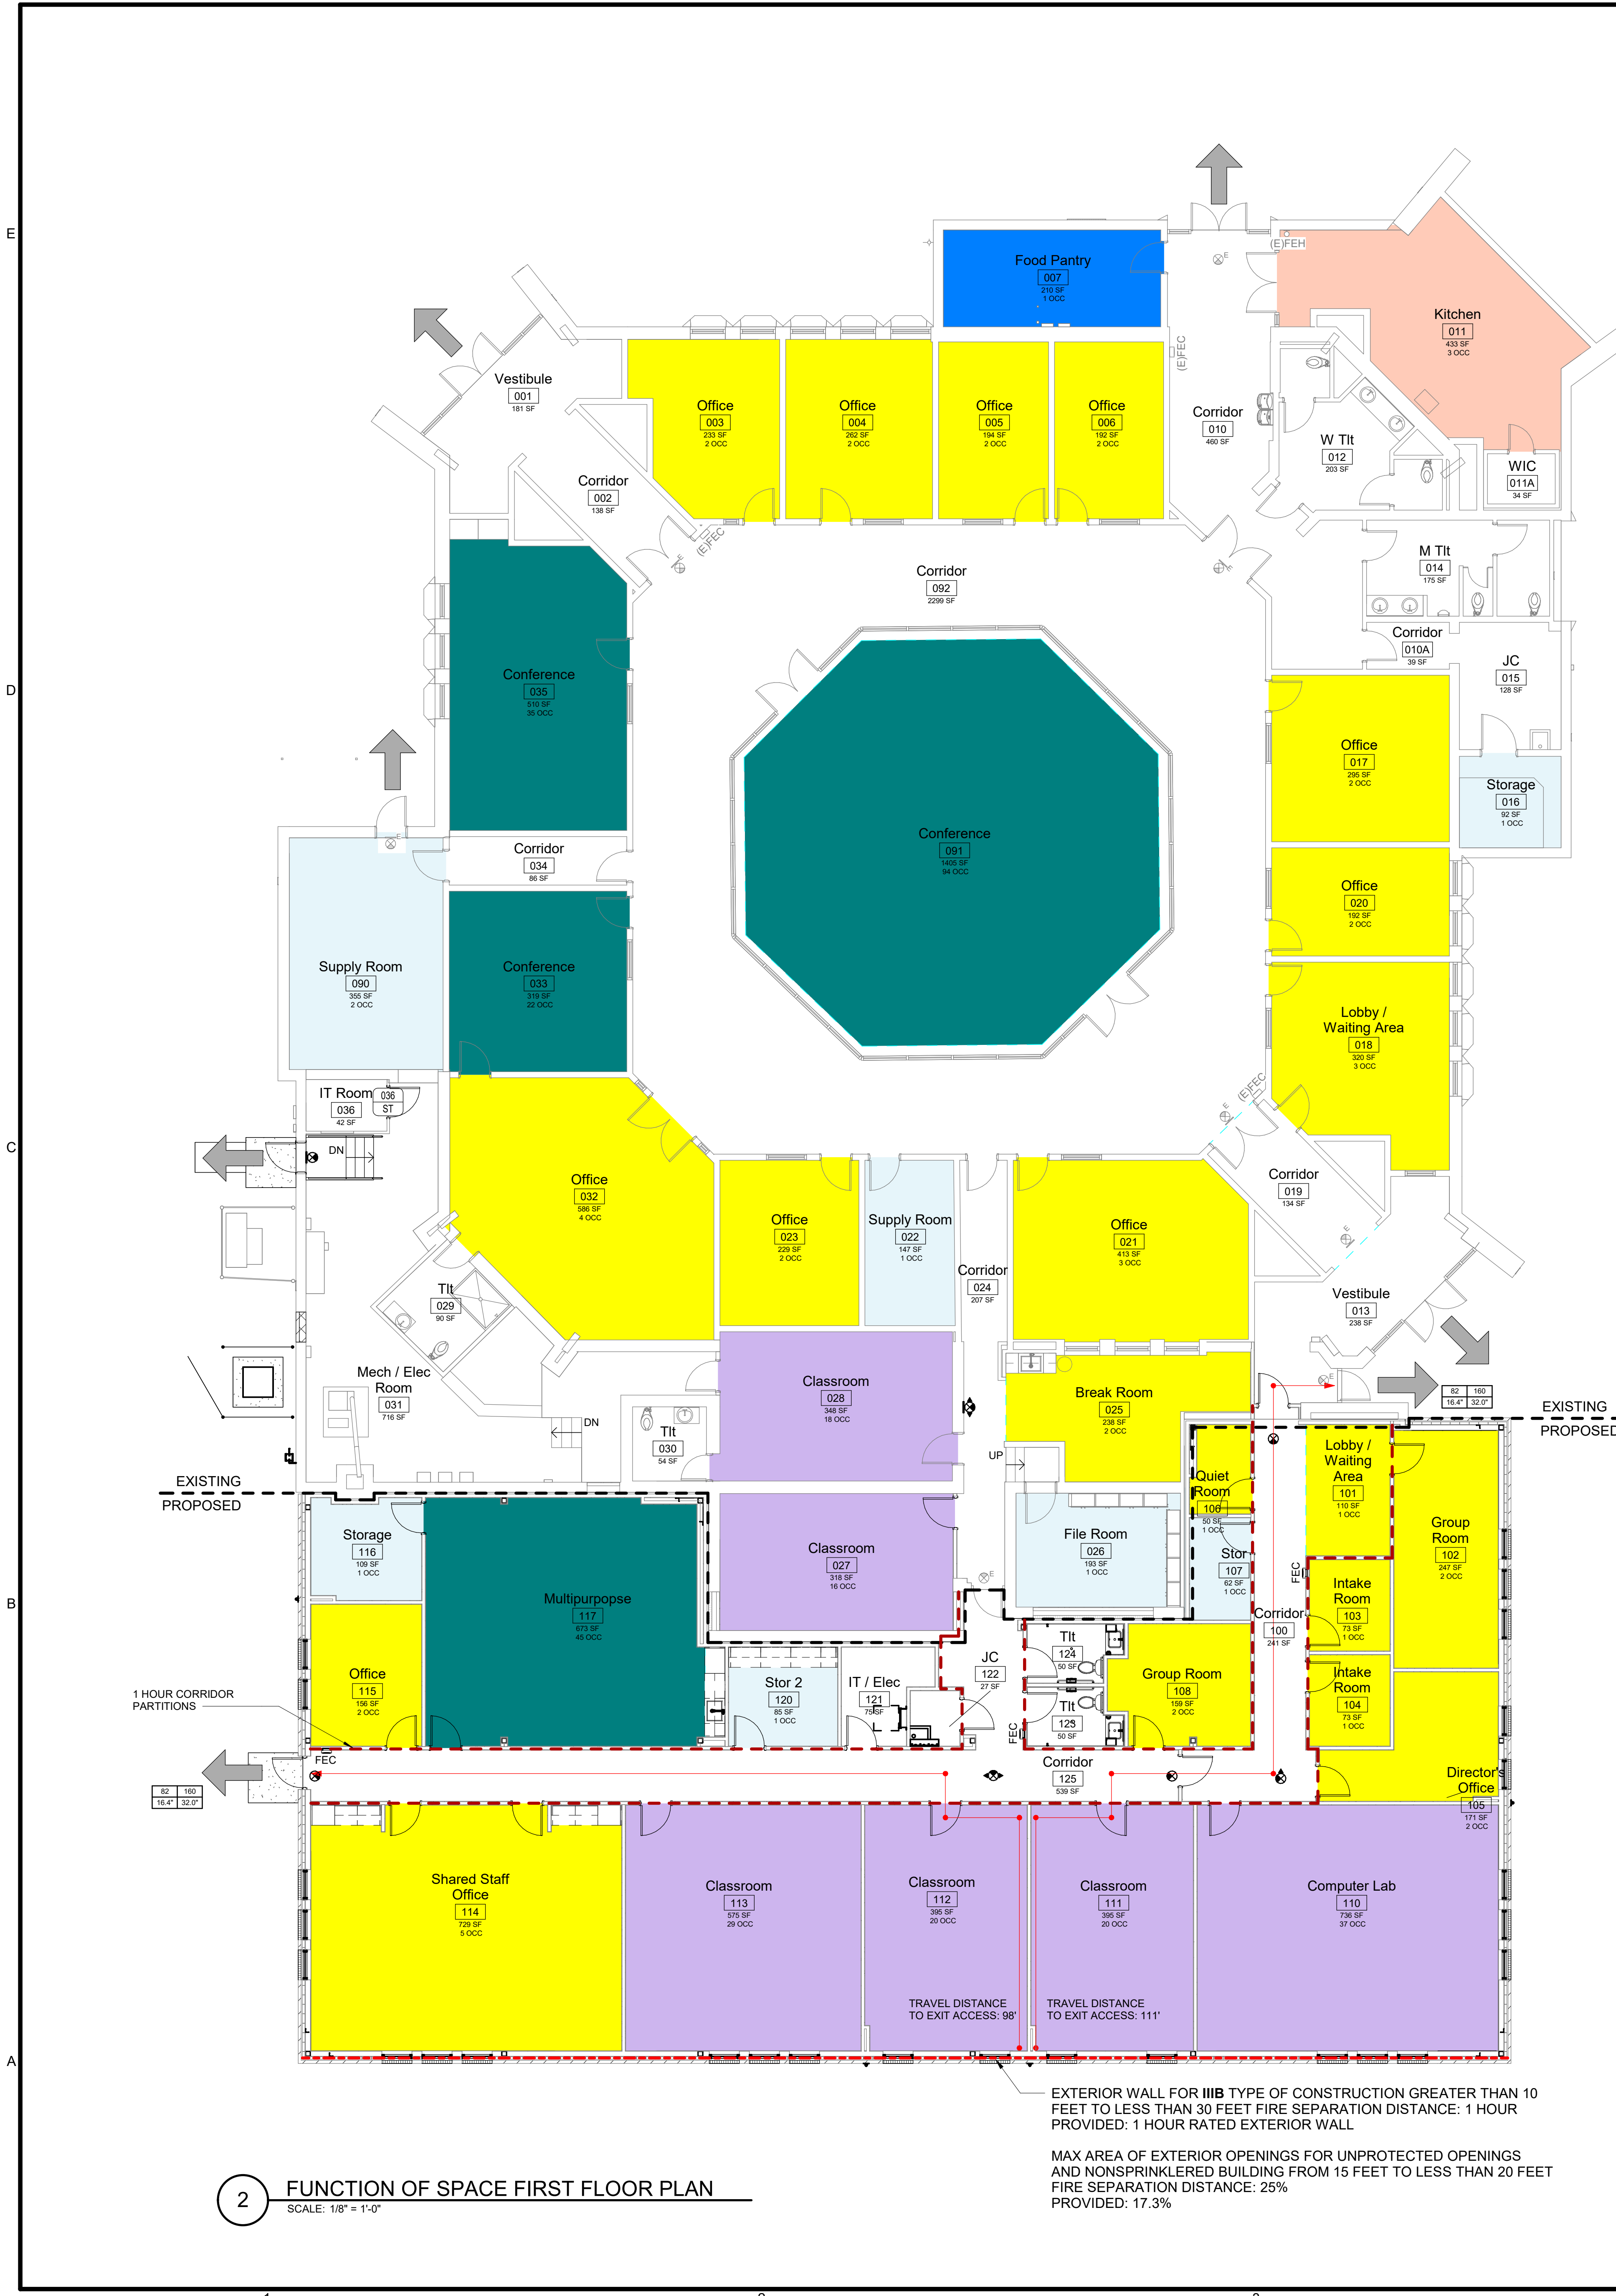 E
D
C
B
A
(E)FEH
E
Food Pantry
007
210 SF
1 OCC
Kitchen
011
433 SF
3 OCC
(E)FEC
Vestibule
001
181 SF
Office
003
233 SF
2 OCC
Office
004
262 SF
2 OCC
Office
005
194 SF
2 OCC
Office
006
192 SF
2 OCC
Corridor
010
460 SF
W Tlt
012
203 SF
WIC
011A
34 SF
Corridor
002
138 SF
(E)FEC
E
E
M Tlt
014
175 SF
Corridor
092
2299 SF
Corridor
010A
39 SF
JC
015
128 SF
Conference
035
510 SF
35 OCC
Office
017
295 SF
2 OCC
Storage
016
92 SF
1 OCC
Conference
091
1405 SF
94 OCC
E
Corridor
034
86 SF
Office
020
192 SF
2 OCC
Supply Room
090
355 SF
2 OCC
Conference
033
319 SF
22 OCC
Lobby /
Waiting Area
018
320 SF
3 OCC
IT Room
036
42 SF
036
ST
(E)FEC
E
DN
Office
032
586 SF
4 OCC
Office
023
229 SF
2 OCC
Supply Room
022
147 SF
1 OCC
Corridor
024
207 SF
Office
021
413 SF
3 OCC
Corridor
019
134 SF
E
Tlt
029
90 SF
Vestibule
013
238 SF
Mech / Elec
Room
031
716 SF
Classroom
028
348 SF
18 OCC
Break Room
025
238 SF
2 OCC
E
82 160
16.4" 32.0"
EXISTING
PROPOSED
DN
Tlt
030
54 SF
UP
EXISTING
PROPOSED
Quiet
Room
106
50 SF
1 OCC
Lobby /
Waiting
Area
101
110 SF
1 OCC
Group
Room
102
247 SF
2 OCC
Storage
116
109 SF
1 OCC
Multipurpopse
117
673 SF
45 OCC
Classroom
027
318 SF
16 OCC
File Room
026
193 SF
1 OCC
E
Stor
107
62 SF
1 OCC
FEC
Intake
Room
103
73 SF
1 OCC
Corridor
100
241 SF
Office
115
156 SF
2 OCC
Stor 2
120
85 SF
1 OCC
IT / Elec
121
75 SF
JC
122
27 SF
Tlt
124
50 SF
Tlt
123
50 SF
Group Room
108
159 SF
2 OCC
Intake
Room
104
73 SF
1 OCC
1 HOUR CORRIDOR
PARTITIONS
FEC
FEC
Corridor
125
539 SF
Director's
Office
105
171 SF
2 OCC
82 160
16.4" 32.0"
Shared Staff
Office
114
729 SF
5 OCC
Classroom
113
575 SF
29 OCC
Classroom
112
395 SF
20 OCC
Classroom
111
395 SF
20 OCC
Computer Lab
110
736 SF
37 OCC
TRAVEL DISTANCE
TO EXIT ACCESS: 98'
TRAVEL DISTANCE
TO EXIT ACCESS: 111'
EXTERIOR WALL FOR IIIB TYPE OF CONSTRUCTION GREATER THAN 10
FEET TO LESS THAN 30 FEET FIRE SEPARATION DISTANCE: 1 HOUR
PROVIDED: 1 HOUR RATED EXTERIOR WALL
MAX AREA OF EXTERIOR OPENINGS FOR UNPROTECTED OPENINGS
AND NONSPRINKLERED BUILDING FROM 15 FEET TO LESS THAN 20 FEET
FIRE SEPARATION DISTANCE: 25%
PROVIDED: 17.3%
2
FUNCTION OF SPACE FIRST FLOOR PLAN
SCALE: 1/8" = 1'-0"